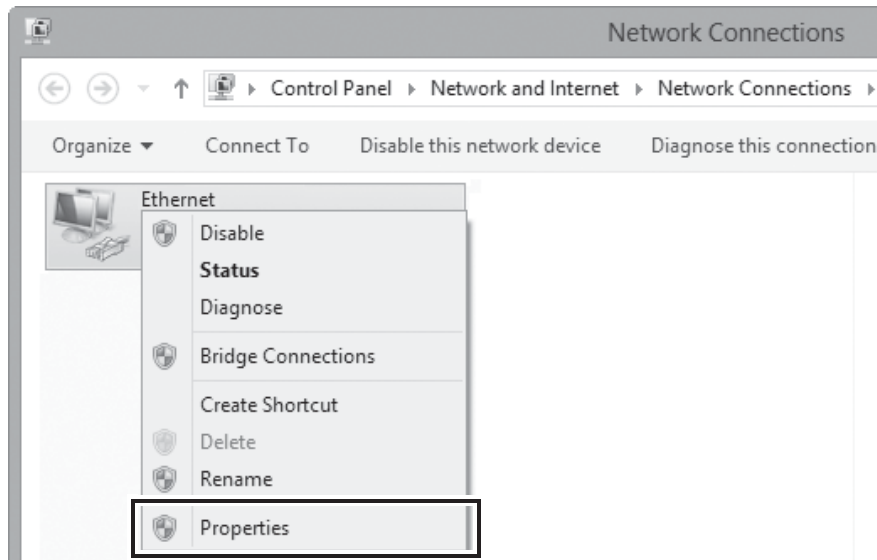 Network Connections
Control Panel Network and Internet Network Connections
Organize Connect To Disable this network device Diagnose this connection
Ethernet
Disable
Status
Diagnose
Bridge Connections
Create Shortcut
Delete
Rename
Properties